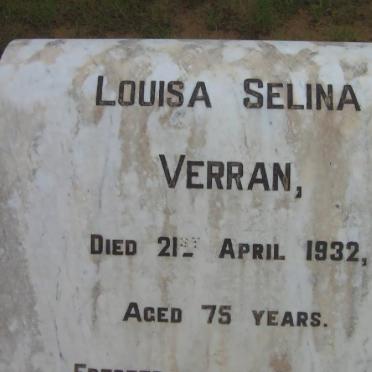 LOUISA SELINA
VERRAN,
DIED 21ST APRIL 1932,
AGED 75 YEARS.